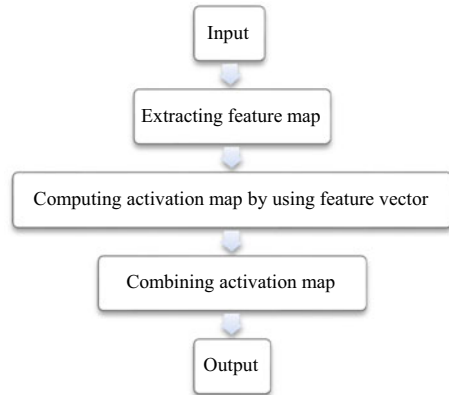 Input
Extracting feature map
Computing activation map by using feature vector
Combining activation map
Output